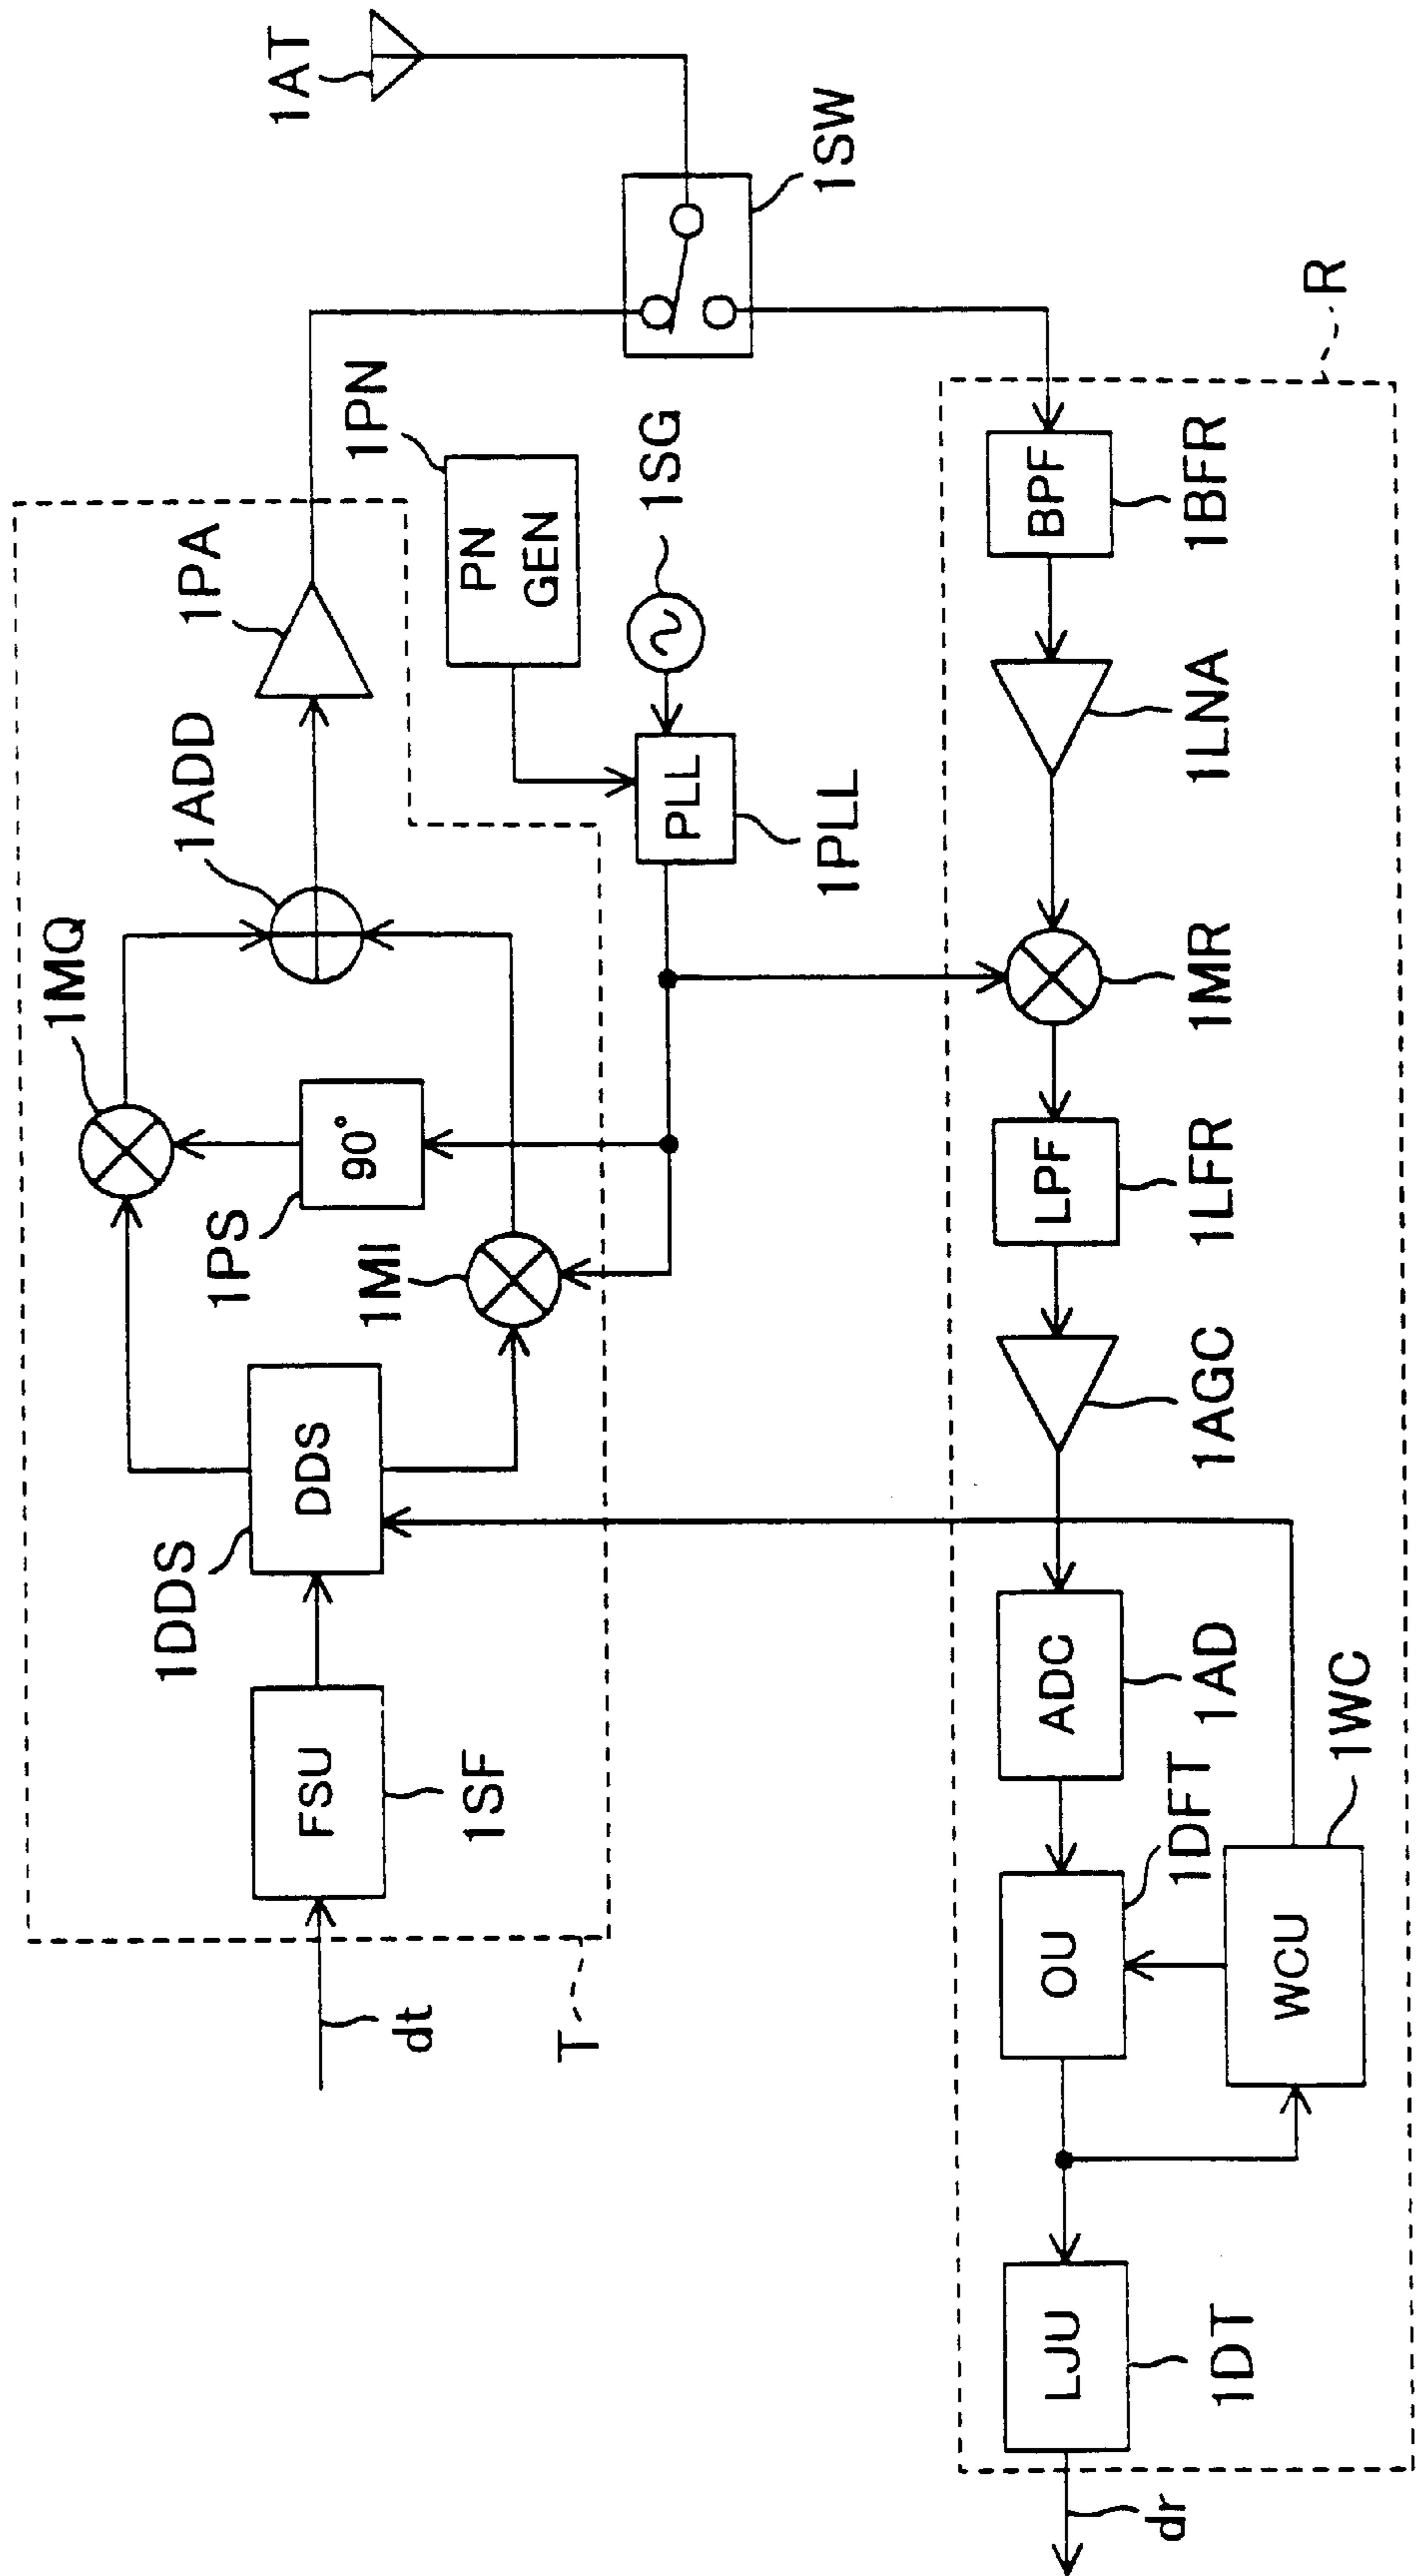 1AT
1SW
1PA
1PN
PN
GEN
1SG
1ADD
1MQ
PLL
1PLL
90°
1PS
1MI
DDS
1DDS
FSU
1SF
dt
T
R
BPF
1BFR
1LNA
1MR
LPF
1LFR
1AGC
ADC
1AD
OU
1DFT
WCU
1WC
LJU
1DT
dr